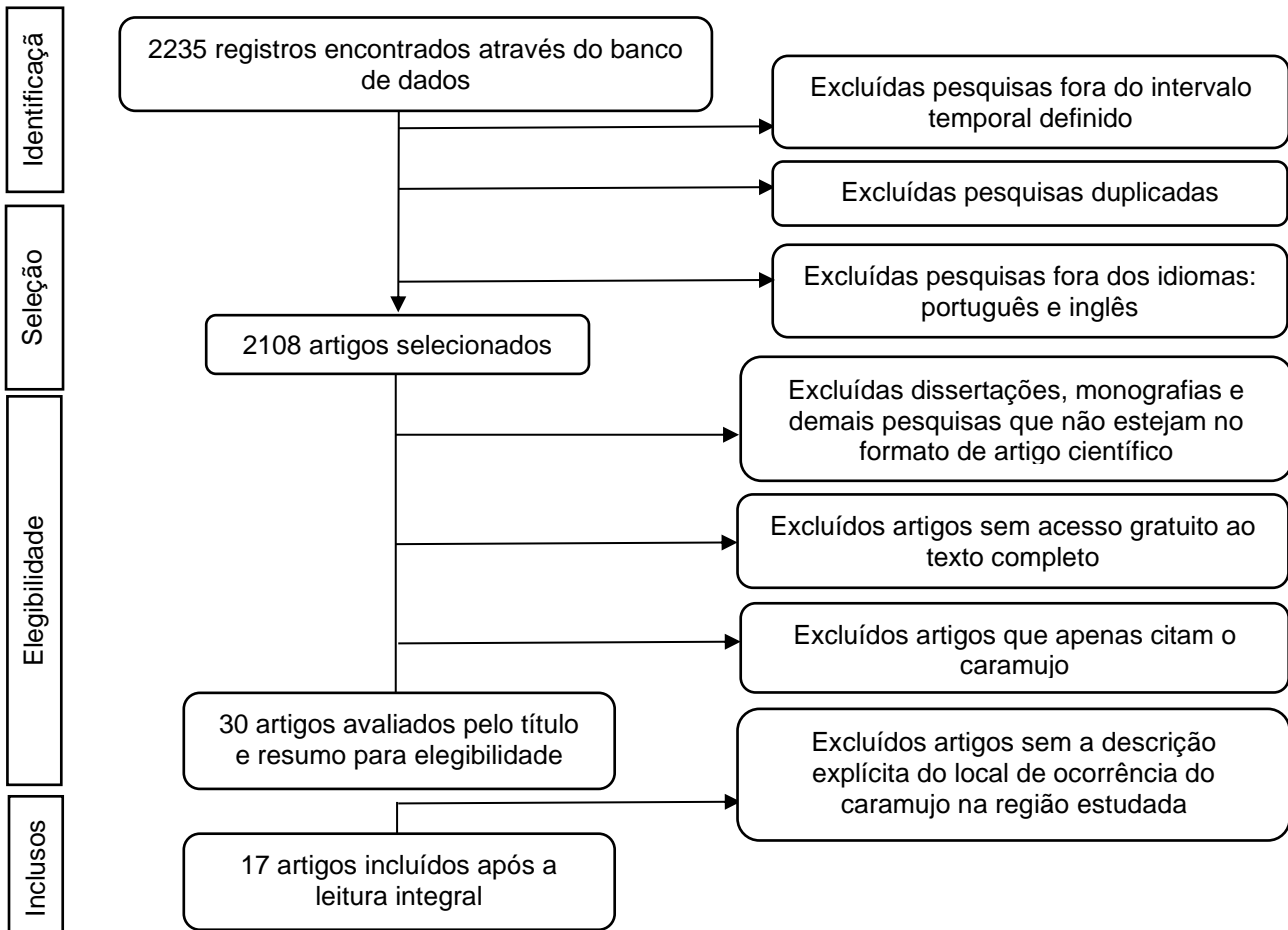 Identificaçã
2235 registros encontrados através do banco
de dados
Excluídas pesquisas fora do intervalo
temporal definido
Excluídas pesquisas duplicadas
Seleção
Excluídas pesquisas fora dos idiomas:
português e inglês
2108 artigos selecionados
Elegibilidade
Excluídas dissertações, monografias e
demais pesquisas que não estejam no
formato de artigo científico
Excluídos artigos sem acesso gratuito ao
texto completo
Excluídos artigos que apenas citam o
caramujo
30 artigos avaliados pelo título
e resumo para elegibilidade
Excluídos artigos sem a descrição
explícita do local de ocorrência do
caramujo na região estudada
Inclusos
17 artigos incluídos após a
leitura integral